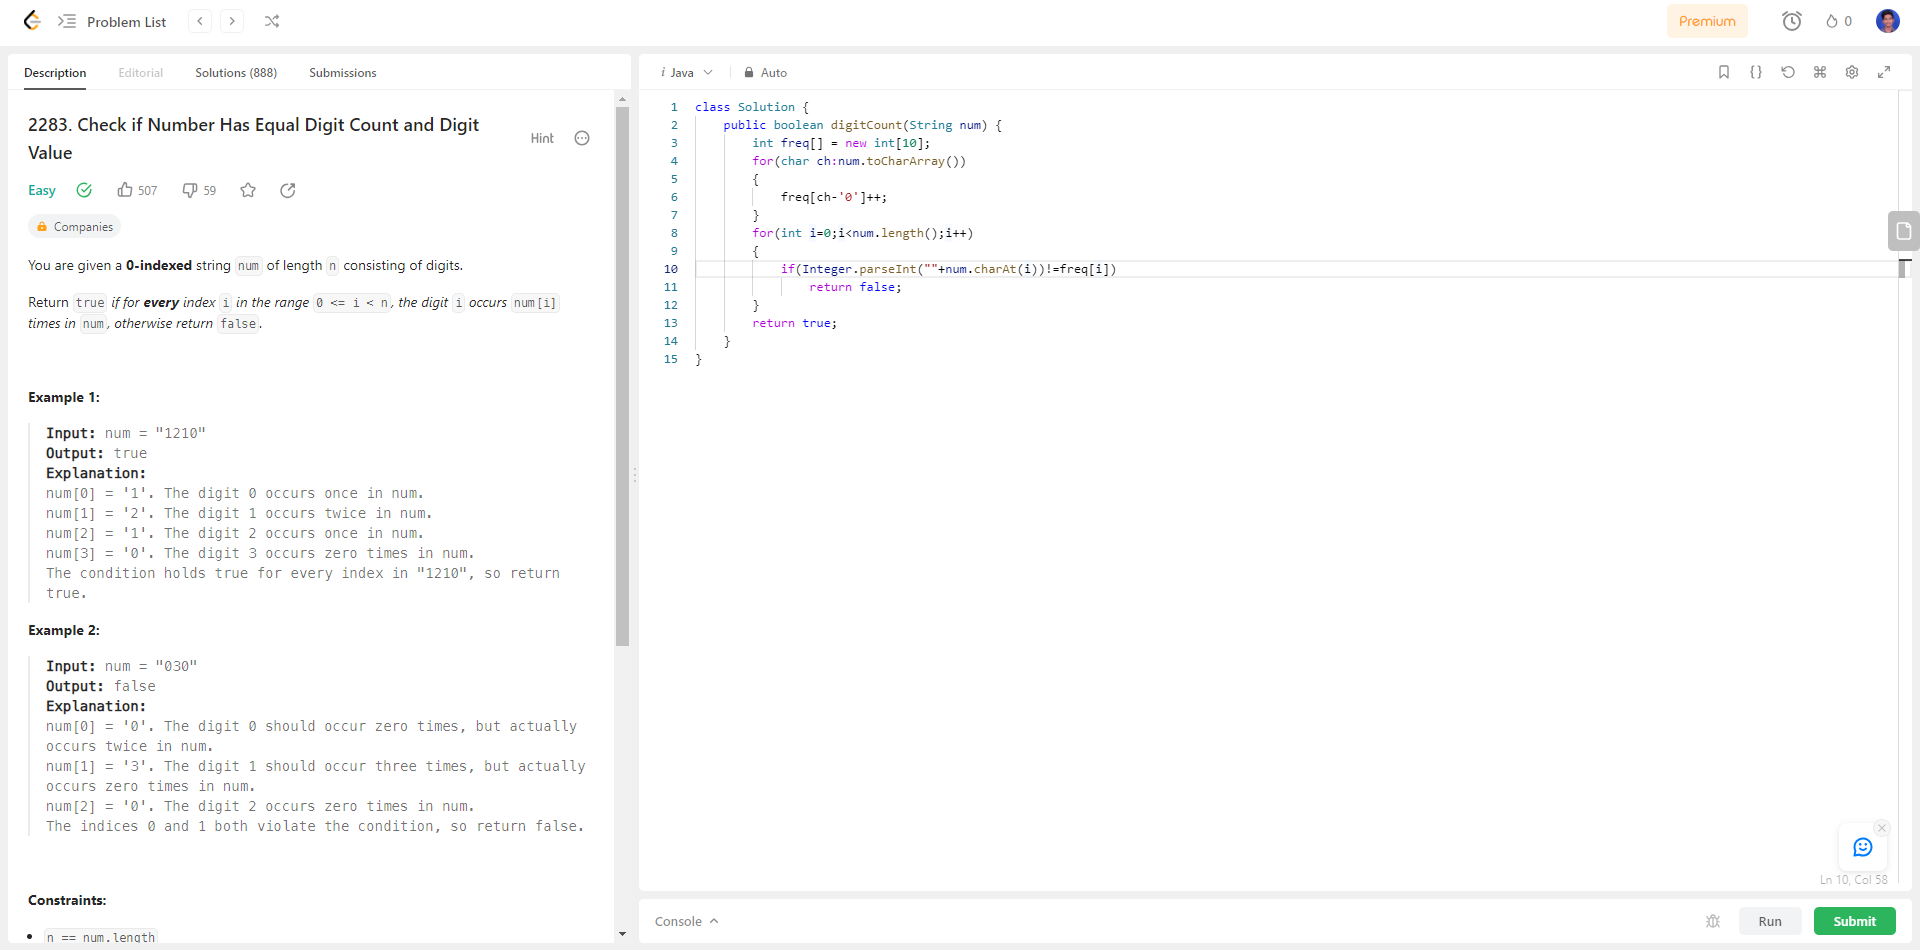 Problem List
Premium
0
Description
Editorial
Solutions (888)
Submissions
2283. Check if Number Has Equal Digit Count and Digit
Value
Hint
Easy
507
59
Companies
You are given a 0-indexed string num of length n consisting of digits.
Return true if for every index i in the range 0 <= i < n, the digit i occurs num[i]
times in num, otherwise return false.
Example 1:
Input: num = "1210"
Output: true
Explanation:
num[0] = '1'. The digit 0 occurs once in num.
num[1] = '2'. The digit 1 occurs twice in num.
num[2] = '1'. The digit 2 occurs once in num.
num[3] = '0'. The digit 3 occurs zero times in num.
The condition holds true for every index in "1210", so return
true.
Example 2:
Input: num = "030"
Output: false
Explanation:
num[0] = '0'. The digit 0 should occur zero times, but actually
occurs twice in num.
num[1] = '3'. The digit 1 should occur three times, but actually
occurs zero times in num.
num[2] = '0'. The digit 2 occurs zero times in num.
The indices 0 and 1 both violate the condition, so return false.
Constraints:
• n == num.length
i Java
Auto
1 class Solution {
2 public boolean digitCount(String num) {
3 int freq[] = new int[10];
4 for(char ch:num.toCharArray())
5 {
6 freq[ch-'0']++;
7 }
8 for(int i=0;i<num.length();i++)
9 {
10 if(Integer.parseInt(""+num.charAt(i))!=freq[i])
11 return false;
12 }
13 return true;
14 }
15 }
Ln 10, Col 58
Console
Run
Submit